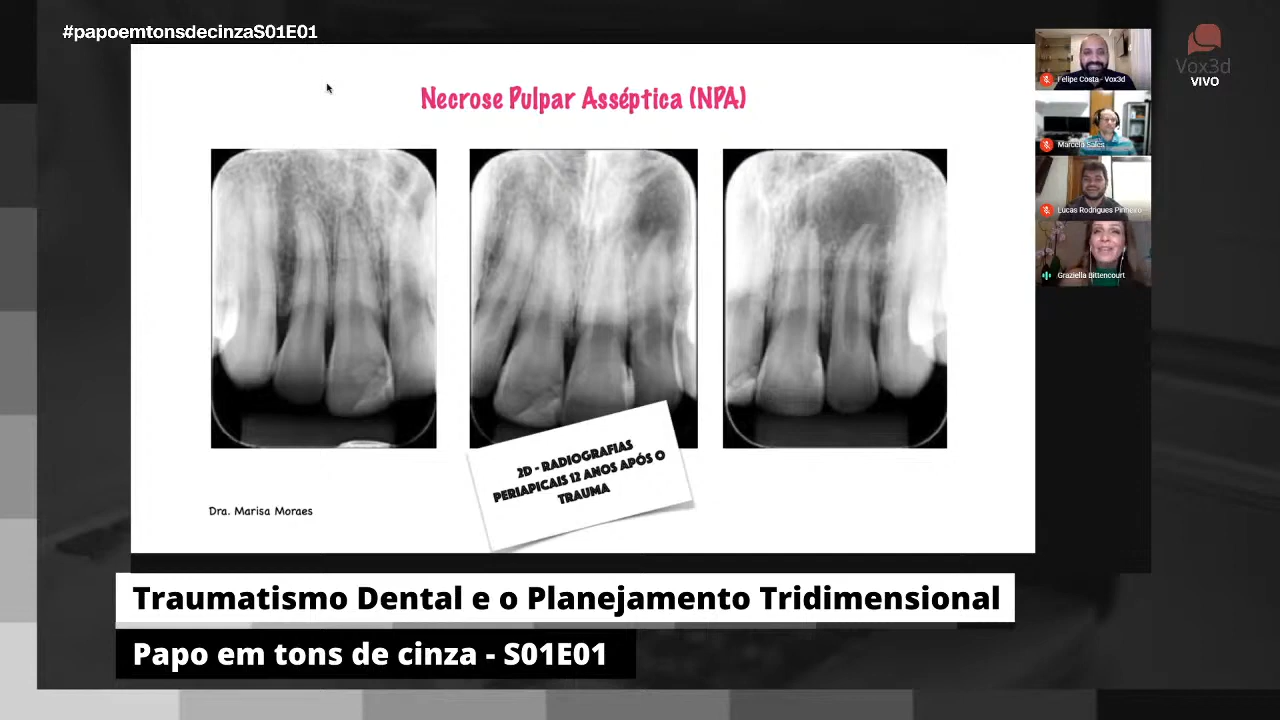 #papoemtonsdecinzaS01E01
Necrose Pulpar Asséptica (NPA)
2D - RADIOGRAFIAS
PERIAPICAIS 12 ANOS APÓS O
TRAUMA
Dra. Marisa Moraes
Felipe Costa - Vox3d
Marcelo Sales
Lucas Rodrigues Pinheiro
Graziella Bittencourt
Vox3d
VIVO
Traumatismo Dental e o Planejamento Tridimensional
Papo em tons de cinza - S01E01